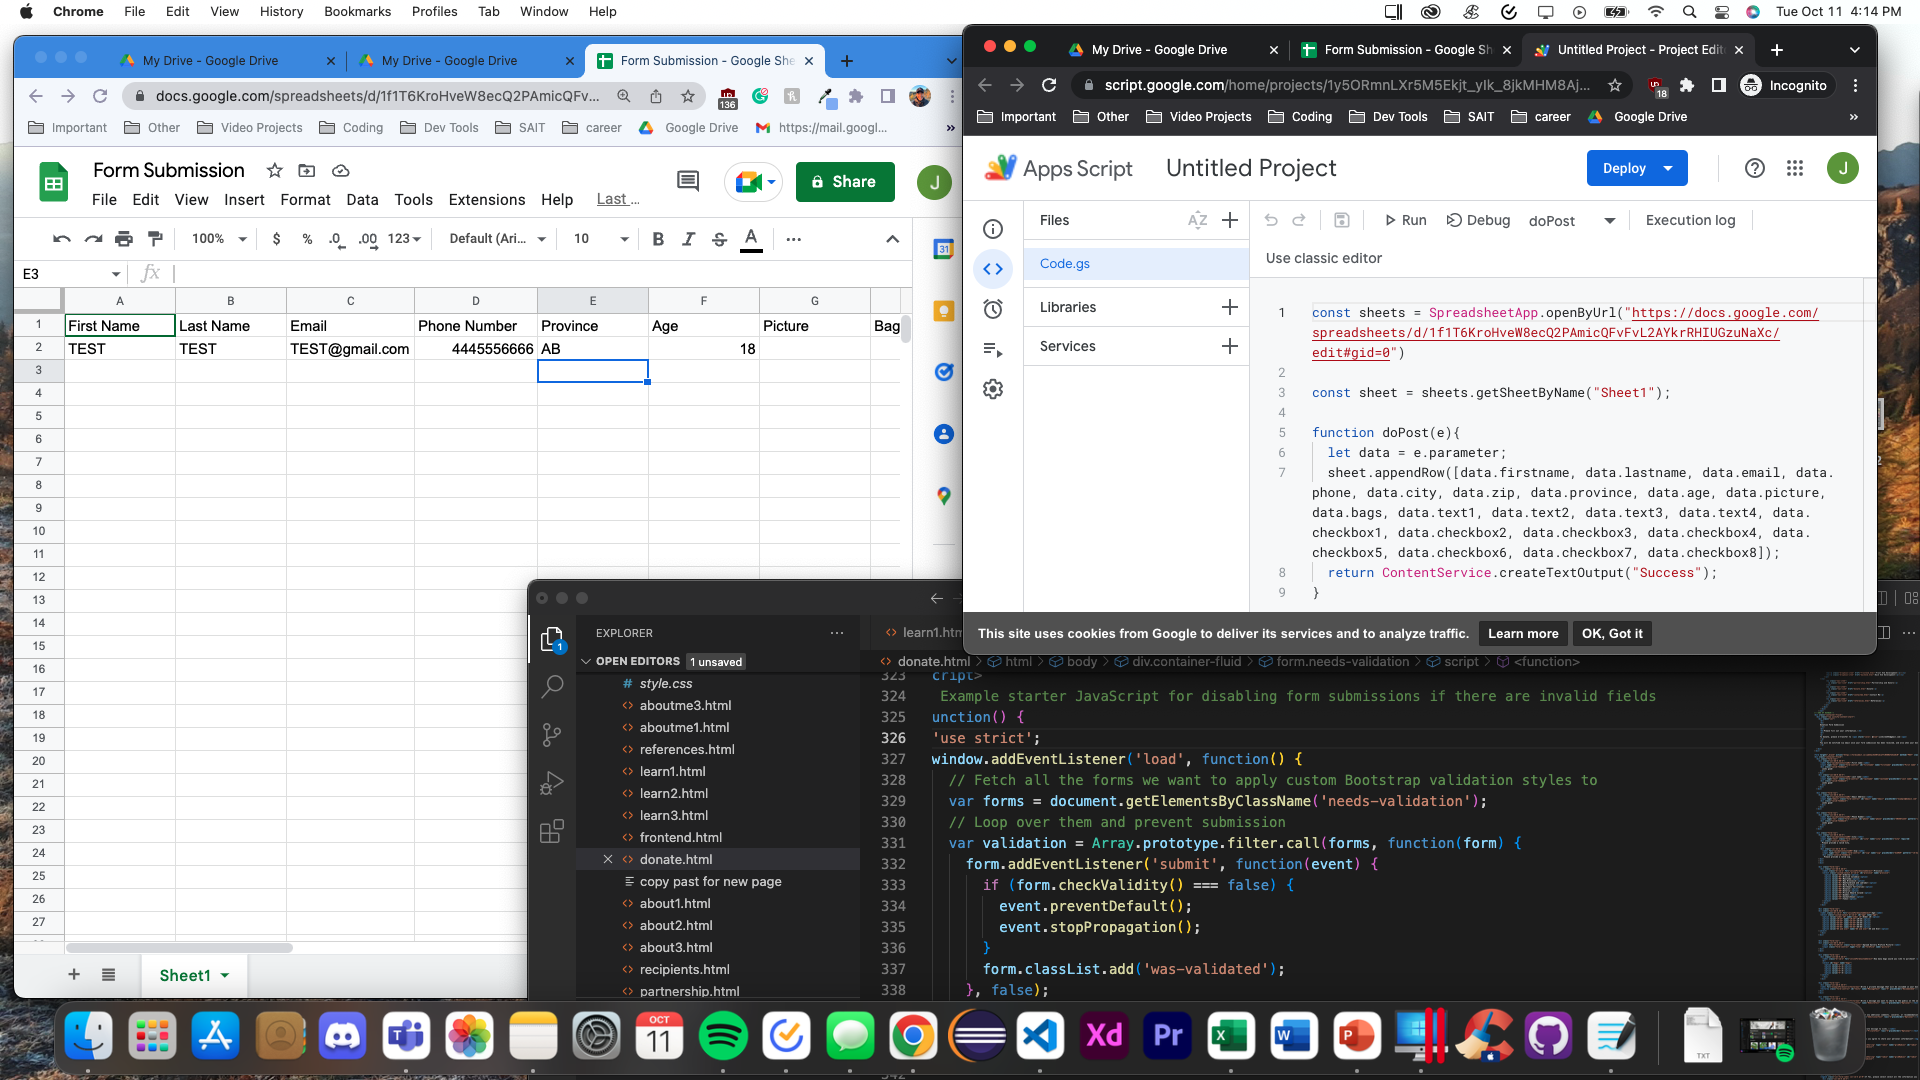 Chrome File Edit View History Bookmarks Profiles Tab Window Help Tue Oct 11 4:14 PM
My Drive - Google Drive
My Drive - Google Drive
Form Submission - Google She
docs.google.com/spreadsheets/d/1f1T6KroHveW8ecQ2PAmicQFv...
136
Important Other Video Projects Coding Dev Tools SAIT career Google Drive https://mail.googl... »
Form Submission
File Edit View Insert Format Data Tools Extensions Help Last ...
Share
J
100% $ % .0 .00 123 Default (Ari... 10 B I S A ...
31
E3 fx
A B C D E F G
1 First Name Last Name Email Phone Number Province Age Picture Bag
2 TEST TEST TEST@gmail.com 4445556666 AB 18
3
4
5
6
7
8
9
10
11
12
13
14
15
16
17
18
19
20
21
22
23
24
25
26
27
Sheet1
My Drive - Google Drive
Form Submission - Google Sh
Untitled Project - Project Edit
script.google.com/home/projects/1y5ORmnLXr5M5Ekjt_yIk_8jkMHM8Aj...
18
Incognito
Important Other Video Projects Coding Dev Tools SAIT career Google Drive »
Apps Script Untitled Project
Deploy
J
Files AZ
Code.gs
Libraries
Services
Run Debug doPost Execution log
Use classic editor
1 const sheets = SpreadsheetApp.openByUrl("https://docs.google.com/
spreadsheets/d/1f1T6KroHveW8ecQ2PAmicQFvFvL2AYkrRHIUGzuNaXc/
edit#gid=0")
2
3 const sheet = sheets.getSheetByName("Sheet1");
4
5 function doPost(e){
6 let data = e.parameter;
7 sheet.appendRow([data.firstname, data.lastname, data.email, data.
phone, data.city, data.zip, data.province, data.age, data.picture,
data.bags, data.text1, data.text2, data.text3, data.text4, data.
checkbox1, data.checkbox2, data.checkbox3, data.checkbox4, data.
checkbox5, data.checkbox6, data.checkbox7, data.checkbox8]);
8 return ContentService.createTextOutput("Success");
9 }
This site uses cookies from Google to deliver its services and to analyze traffic. Learn more OK, Got it
1
EXPLORER ...
OPEN EDITORS 1 unsaved
# style.css
aboutme3.html
aboutme1.html
references.html
learn1.html
learn2.html
learn3.html
frontend.html
donate.html
copy past for new page
about1.html
about2.html
about3.html
recipients.html
partnership.html
learn1.htm
donate.html > html > body > div.container-fluid > form.needs-validation > script > <function>
323 cript>
324 Example starter JavaScript for disabling form submissions if there are invalid fields
325 unction() {
326 'use strict';
327 window.addEventListener('load', function() {
328 // Fetch all the forms we want to apply custom Bootstrap validation styles to
329 var forms = document.getElementsByClassName('needs-validation');
330 // Loop over them and prevent submission
331 var validation = Array.prototype.filter.call(forms, function(form) {
332 form.addEventListener('submit', function(event) {
333 if (form.checkValidity() === false) {
334 event.preventDefault();
335 event.stopPropagation();
336 }
337 form.classList.add('was-validated');
338 }, false);
OCT
11
Xd
Pr
X
W
P
TXT